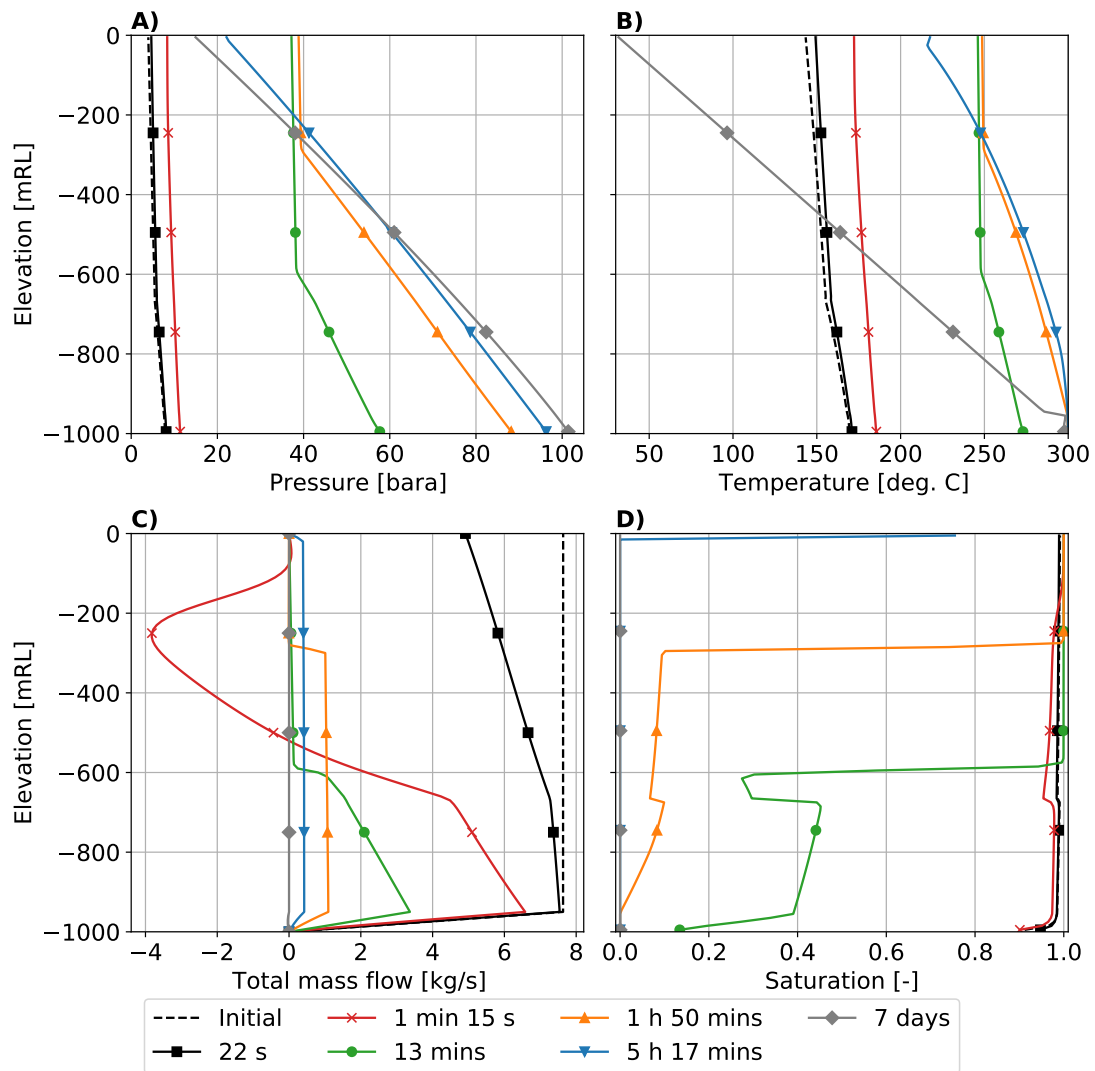 A)
B)
0
−200
−400
−600
−800
−1000
Elevation [mRL]
0
20
40
60
80
100
Pressure [bara]
50
100
150
200
250
300
Temperature [deg. C]
C)
D)
0
−200
−400
−600
−800
−1000
Elevation [mRL]
−4
−2
0
2
4
6
8
Total mass flow [kg/s]
0.0
0.2
0.4
0.6
0.8
1.0
Saturation [-]
Initial
1 min 15 s
1 h 50 mins
7 days
22 s
13 mins
5 h 17 mins